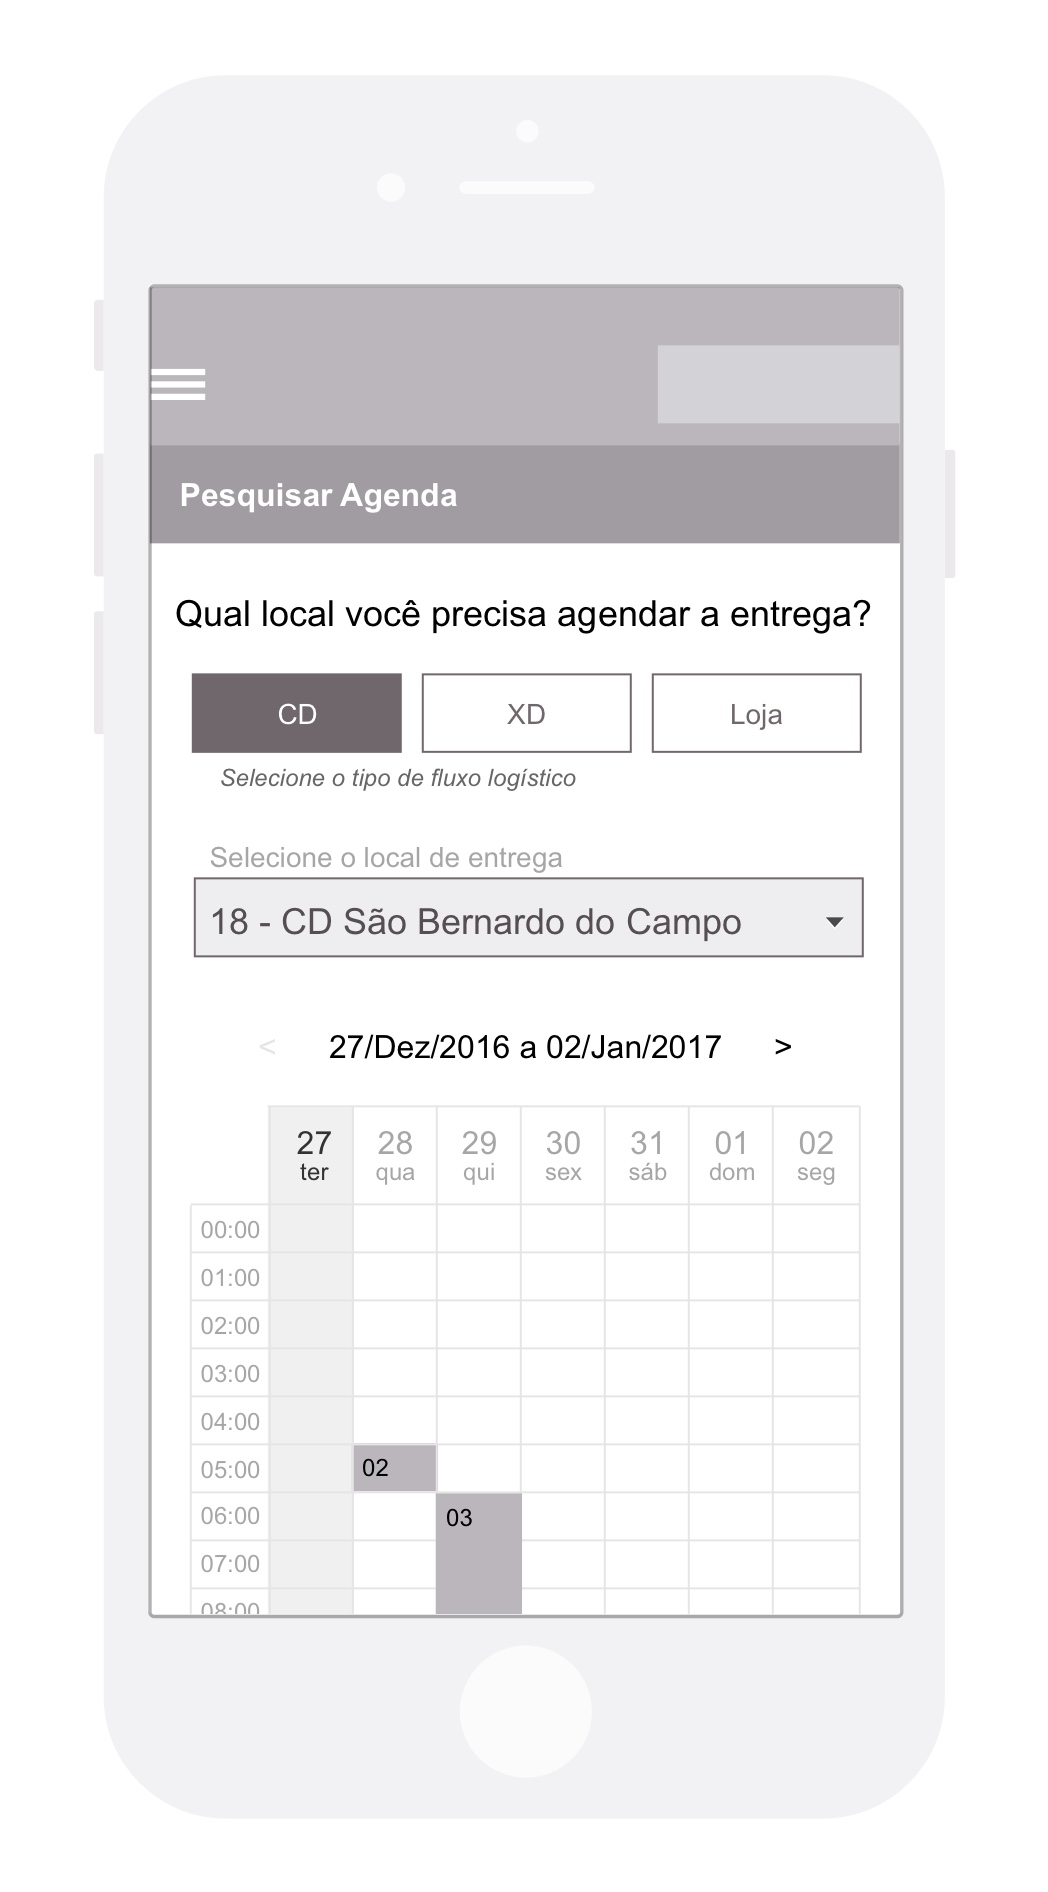 Pesquisar Agenda
Qual local você precisa agendar a entrega?
CD XD Loja
Selecione o tipo de fluxo logístico
Selecione o local de entrega
18 - CD São Bernardo do Campo
< 27/Dez/2016 a 02/Jan/2017 >
27 28 29 30 31 01 02
ter qua qui sex sáb dom seg
00:00
01:00
02:00
03:00
04:00
05:00 02
06:00 03
07:00
08:00